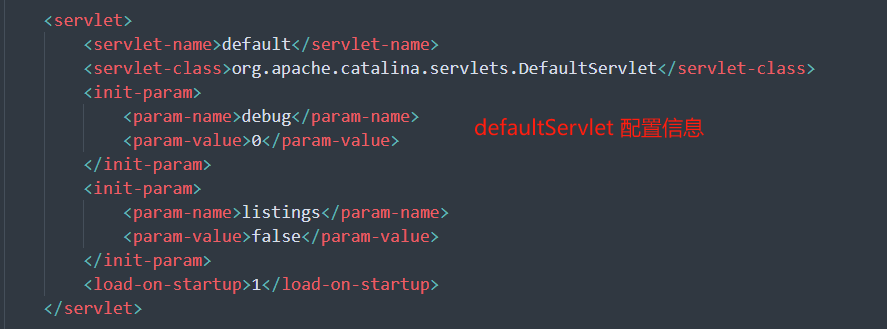 <servlet>
<servlet-name>default</servlet-name>
<servlet-class>org.apache.catalina.servlets.DefaultServlet</servlet-class>
<init-param>
<param-name>debug</param-name>
defaultServlet 配置信息
<param-value>0</param-value>
</init-param>
<init-param>
<param-name>listings</param-name>
<param-value>false</param-value>
</init-param>
<load-on-startup>1</load-on-startup>
</servlet>